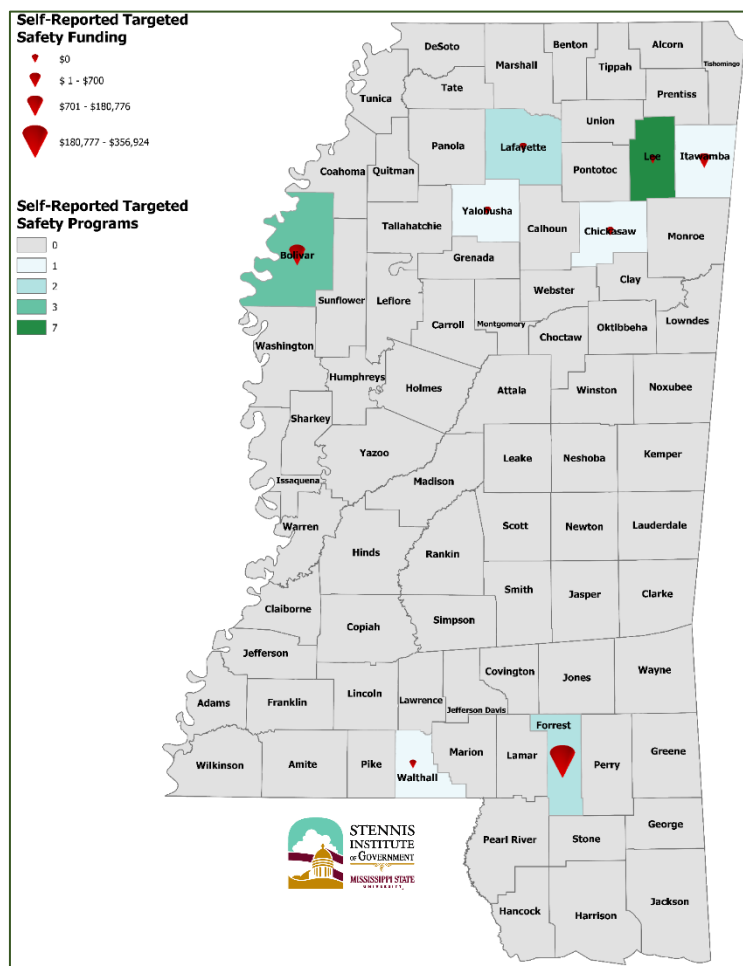 Self-Reported Targeted
Safety Funding
$0
$ 1 - $700
$701 - $180,776
$180,777 - $356,924
Self-Reported Targeted
Safety Programs
0
1
2
3
7
DeSoto
Benton
Alcorn
Marshall
Tippah
Tishomingo
Tunica
Tate
Prentiss
Union
Panola
Lafayette
Lee
Itawamba
Coahoma
Quitman
Pontotoc
Yalobusha
Tallahatchie
Calhoun
Chickasaw
Monroe
Bolivar
Grenada
Sunflower
Leflore
Webster
Clay
Carroll
Montgomery
Choctaw
Oktibbeha
Lowndes
Washington
Humphreys
Holmes
Attala
Winston
Noxubee
Sharkey
Yazoo
Leake
Neshoba
Kemper
Issaquena
Madison
Warren
Scott
Newton
Lauderdale
Hinds
Rankin
Smith
Jasper
Clarke
Claiborne
Copiah
Simpson
Jefferson
Covington
Jones
Wayne
Adams
Franklin
Lincoln
Lawrence
Jefferson Davis
Forrest
Wilkinson
Amite
Pike
Walthall
Marion
Lamar
Perry
Greene
George
Pearl River
Stone
Hancock
Harrison
Jackson
STENNIS
INSTITUTE
OF GOVERNMENT
MISSISSIPPI STATE
UNIVERSITY